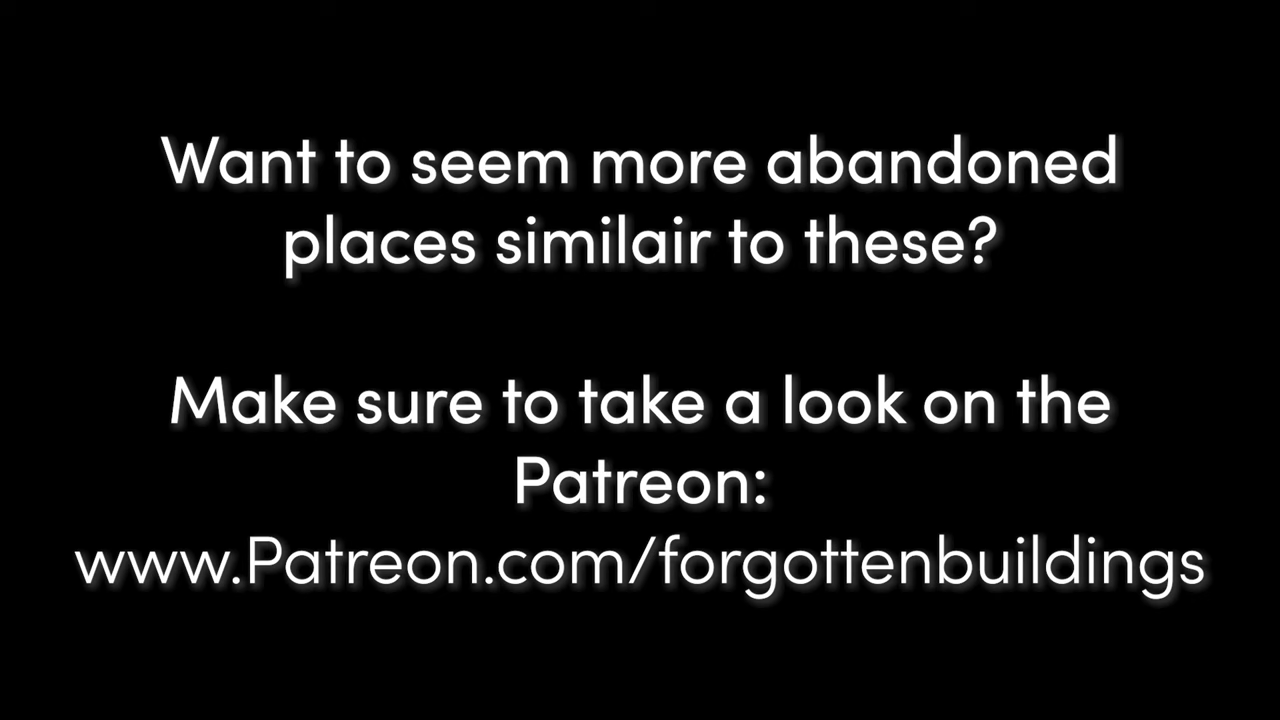 Want to seem more abandoned
places similair to these?
Make sure to take a look on the
Patreon:
www.Patreon.com/forgottenbuildings